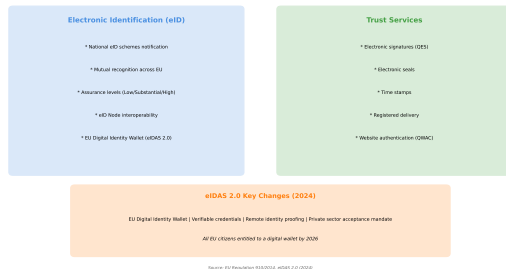 Electronic Identification (eID)
* National eID schemes notification
* Mutual recognition across EU
* Assurance levels (Low/Substantial/High)
* eID Node interoperability
* EU Digital Identity Wallet (eIDAS 2.0)
Trust Services
* Electronic signatures (QES)
* Electronic seals
* Time stamps
* Registered delivery
* Website authentication (QWAC)
eIDAS 2.0 Key Changes (2024)
EU Digital Identity Wallet | Verifiable credentials | Remote identity proofing | Private sector acceptance mandate
All EU citizens entitled to a digital wallet by 2026
Source: EU Regulation 910/2014, eIDAS 2.0 (2024)